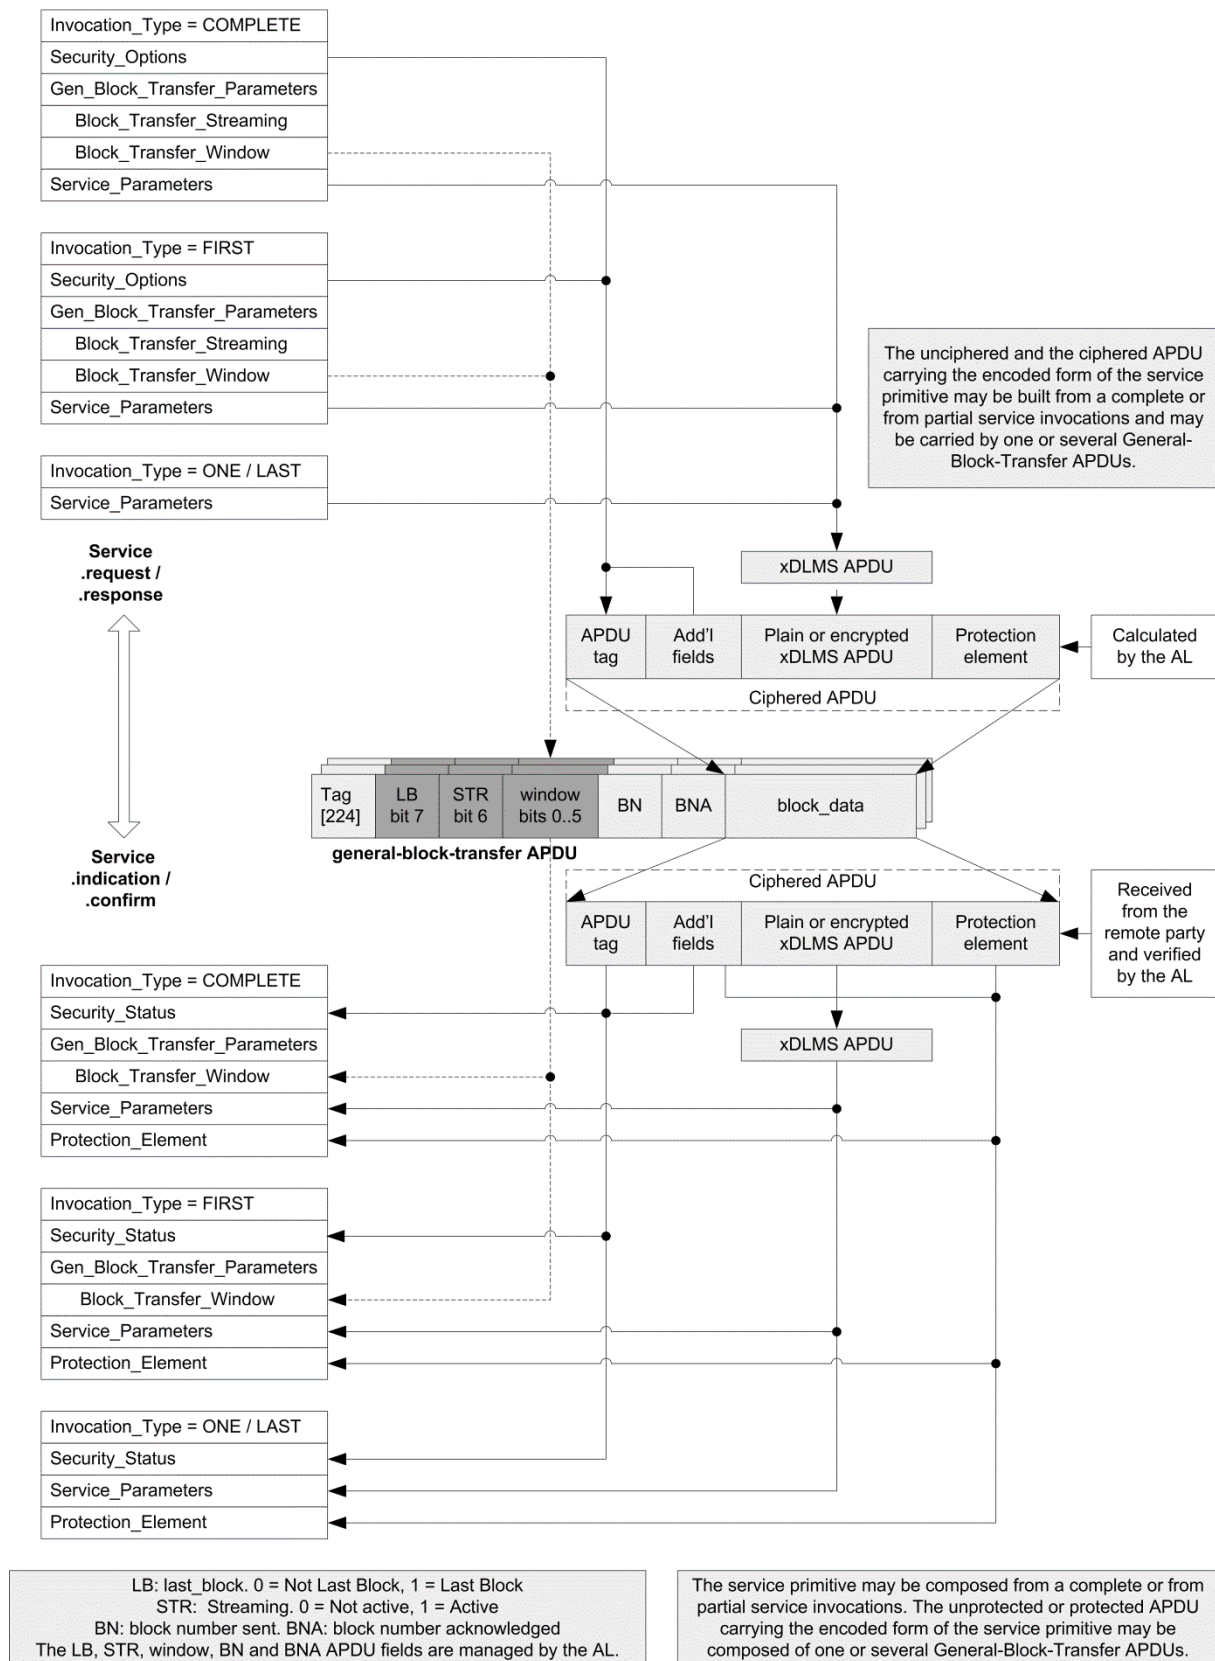 Invocation_Type = COMPLETE
Security_Options
Gen_Block_Transfer_Parameters
Block_Transfer_Streaming
Block_Transfer_Window
Service_Parameters
Invocation_Type = FIRST
Security_Options
Gen_Block_Transfer_Parameters
Block_Transfer_Streaming
Block_Transfer_Window
Service_Parameters
The unciphered and the ciphered APDU
carrying the encoded form of the service
primitive may be built from a complete or
from partial service invocations and may
be carried by one or several General-
Block-Transfer APDUs.
Invocation_Type = ONE / LAST
Service_Parameters
Service
.request /
.response
xDLMS APDU
APDU
tag
Add'l
fields
Plain or encrypted
xDLMS APDU
Protection
element
Calculated
by the AL
Ciphered APDU
Tag
[224]
LB
bit 7
STR
bit 6
window
bits 0..5
BN
BNA
block_data
general-block-transfer APDU
Service
.indication /
.confirm
Ciphered APDU
APDU
tag
Add'l
fields
Plain or encrypted
xDLMS APDU
Protection
element
Received
from the
remote party
and verified
by the AL
Invocation_Type = COMPLETE
Security_Status
Gen_Block_Transfer_Parameters
Block_Transfer_Window
Service_Parameters
Protection_Element
xDLMS APDU
Invocation_Type = FIRST
Security_Status
Gen_Block_Transfer_Parameters
Block_Transfer_Window
Service_Parameters
Protection_Element
Invocation_Type = ONE / LAST
Security_Status
Service_Parameters
Protection_Element
LB: last_block. 0 = Not Last Block, 1 = Last Block
STR: Streaming. 0 = Not active, 1 = Active
BN: block number sent. BNA: block number acknowledged
The LB, STR, window, BN and BNA APDU fields are managed by the AL.
The service primitive may be composed from a complete or from
partial service invocations. The unprotected or protected APDU
carrying the encoded form of the service primitive may be
composed of one or several General-Block-Transfer APDUs.